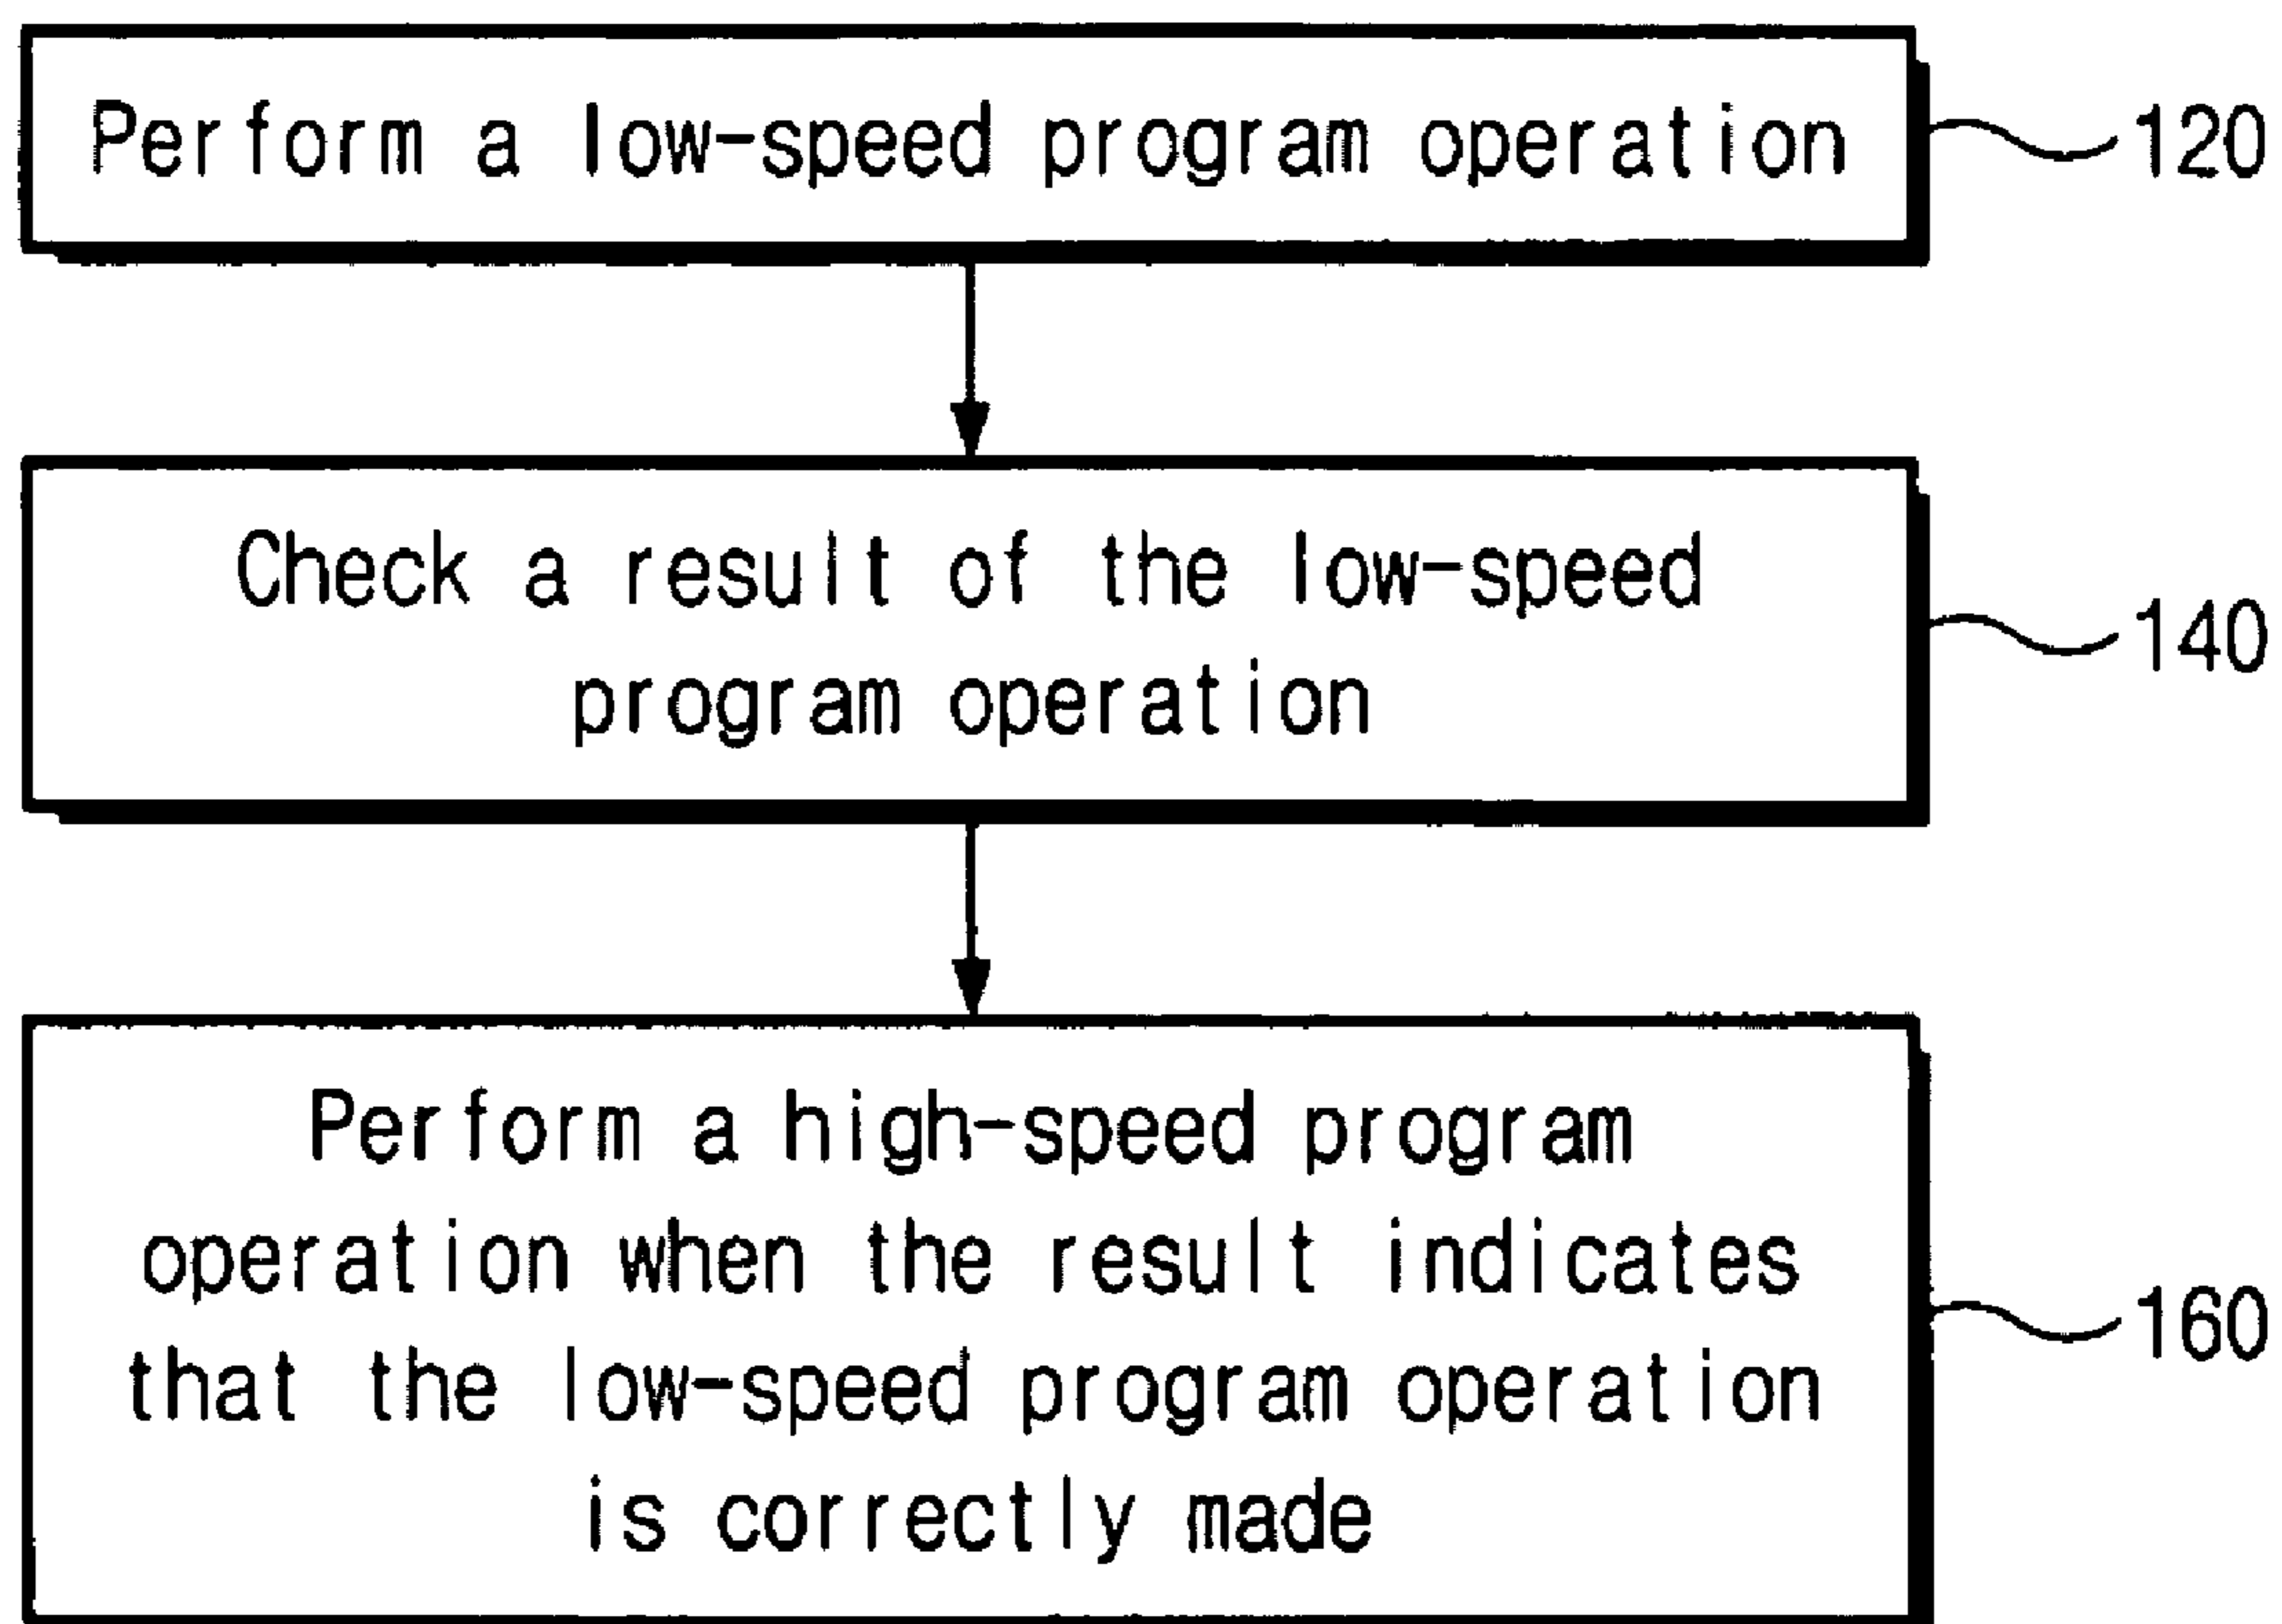 Perform a low-speed program operation
120
Check a result of the low-speed
program operation
140
Perform a high-speed program
operation when the result indicates
that the low-speed program operation
is correctly made
160